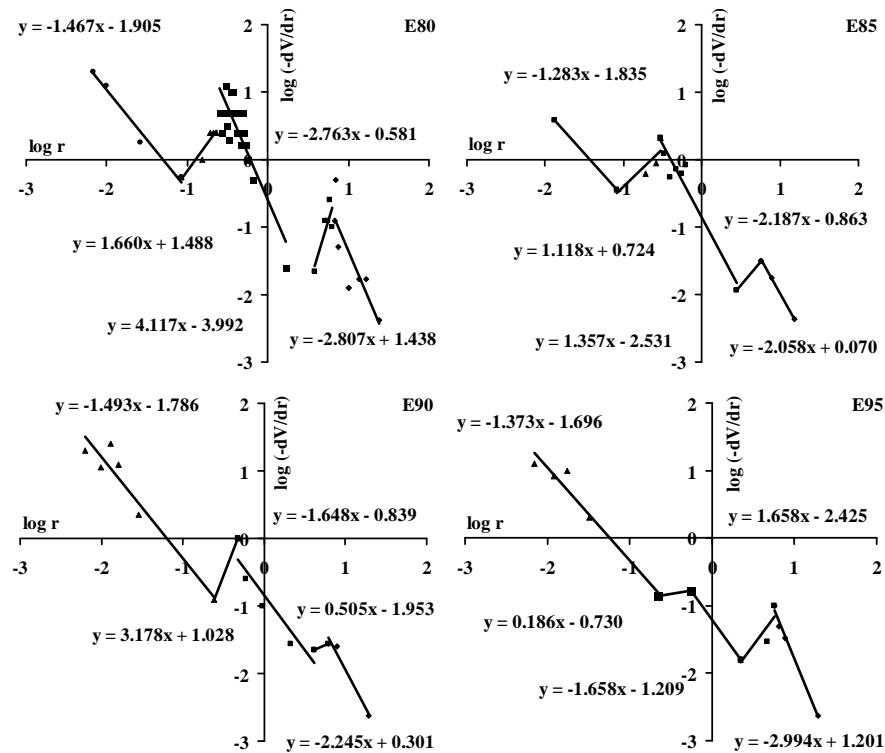 y = -1.467x - 1.905
E80
log (-dV/dr)
y = -2.763x - 0.581
log r
y = 1.660x + 1.488
y = 4.117x - 3.992
y = -2.807x + 1.438
2
1
0
-1
-2
-3
-3 -2 -1 0 1 2
E85
log (-dV/dr)
y = -1.283x - 1.835
log r
y = -2.187x - 0.863
y = 1.118x + 0.724
y = 1.357x - 2.531
y = -2.058x + 0.070
2
1
0
-1
-2
-3
-3 -2 -1 0 1 2
y = -1.493x - 1.786
E90
log (-dV/dr)
log r
y = -1.648x - 0.839
y = 0.505x - 1.953
y = 3.178x + 1.028
y = -2.245x + 0.301
2
1
0
-1
-2
-3
-3 -2 -1 0 1 2
y = -1.373x - 1.696
E95
log (-dV/dr)
log r
y = 1.658x - 2.425
y = 0.186x - 0.730
y = -1.658x - 1.209
y = -2.994x + 1.201
2
1
0
-1
-2
-3
-3 -2 -1 0 1 2